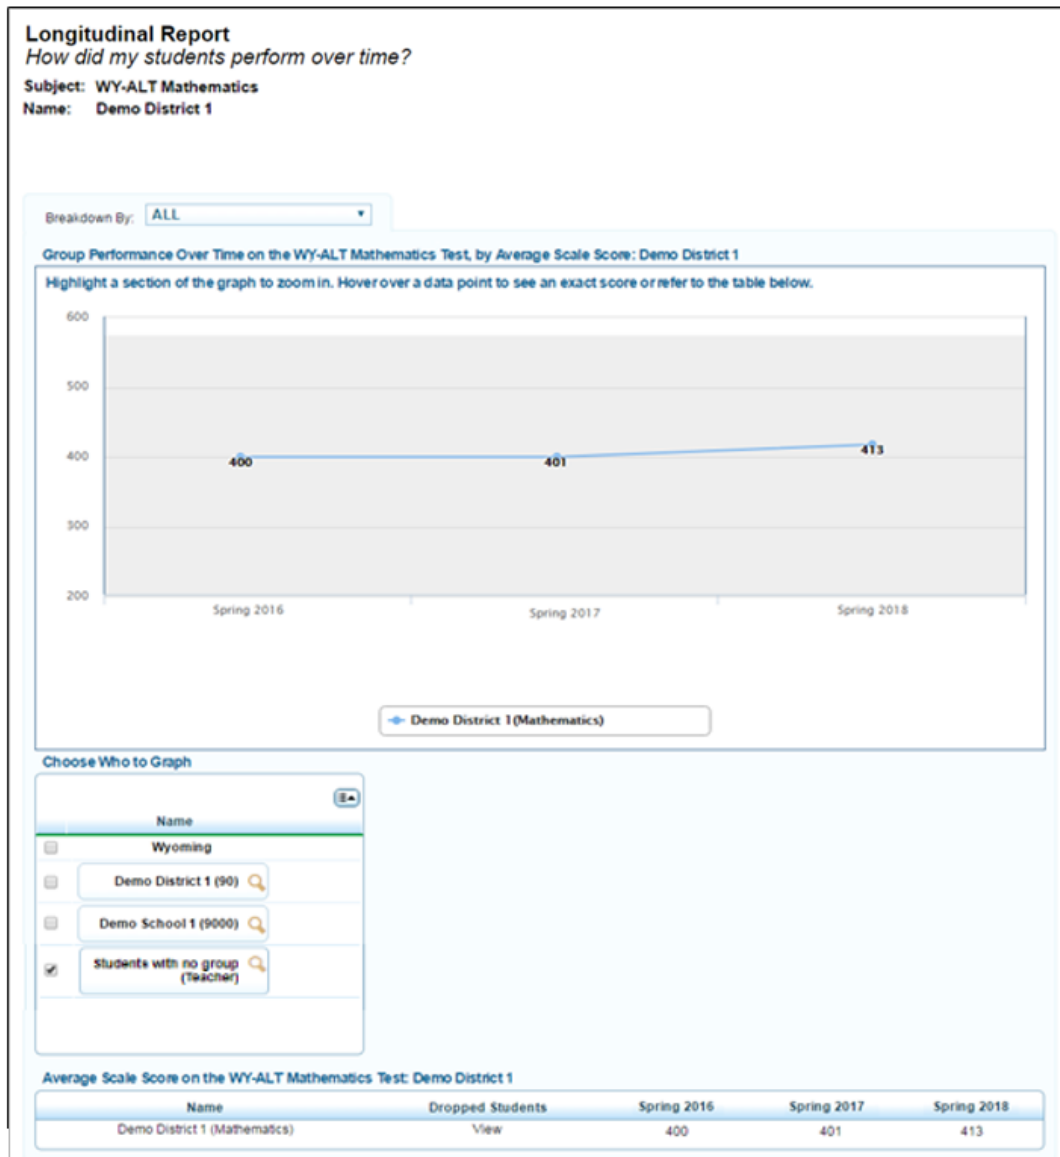 Longitudinal Report
How did my students perform over time?
Subject: WY-ALT Mathematics
Name: Demo District 1
Breakdown By: ALL
Group Performance Over Time on the WY-ALT Mathematics Test, by Average Scale Score: Demo District 1
Highlight a section of the graph to zoom in. Hover over a data point to see an exact score or refer to the table below.
600
500
400
300
200
400 401 413
Spring 2016 Spring 2017 Spring 2018
Demo District 1(Mathematics)
Choose Who to Graph
Name
Wyoming
Demo District 1 (90)
Demo School 1 (9000)
Students with no group
(Teacher)
Average Scale Score on the WY-ALT Mathematics Test: Demo District 1
Name Dropped Students Spring 2016 Spring 2017 Spring 2018
Demo District 1 (Mathematics) View 400 401 413